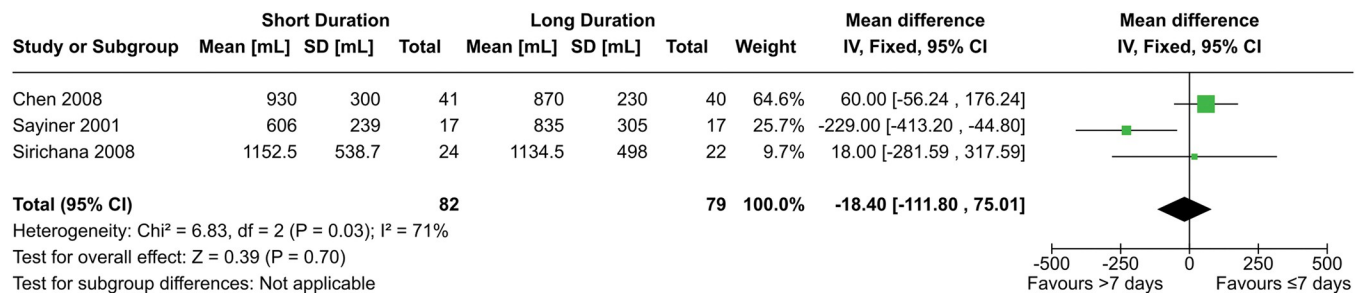 Short Duration Long Duration Mean difference Mean difference
Study or Subgroup Mean [mL] SD [mL] Total Mean [mL] SD [mL] Total Weight IV, Fixed, 95% CI IV, Fixed, 95% CI
Chen 2008 930 300 41 870 230 40 64.6% 60.00 [-56.24 , 176.24]
Sayiner 2001 606 239 17 835 305 17 25.7% -229.00 [-413.20 , -44.80]
Sirichana 2008 1152.5 538.7 24 1134.5 498 22 9.7% 18.00 [-281.59 , 317.59]
Total (95% CI) 82 79 100.0% -18.40 [-111.80 , 75.01]
Heterogeneity: Chi² = 6.83, df = 2 (P = 0.03); I² = 71%
Test for overall effect: Z = 0.39 (P = 0.70)
Test for subgroup differences: Not applicable
-500 -250 0 250 500
Favours >7 days Favours ≤7 days